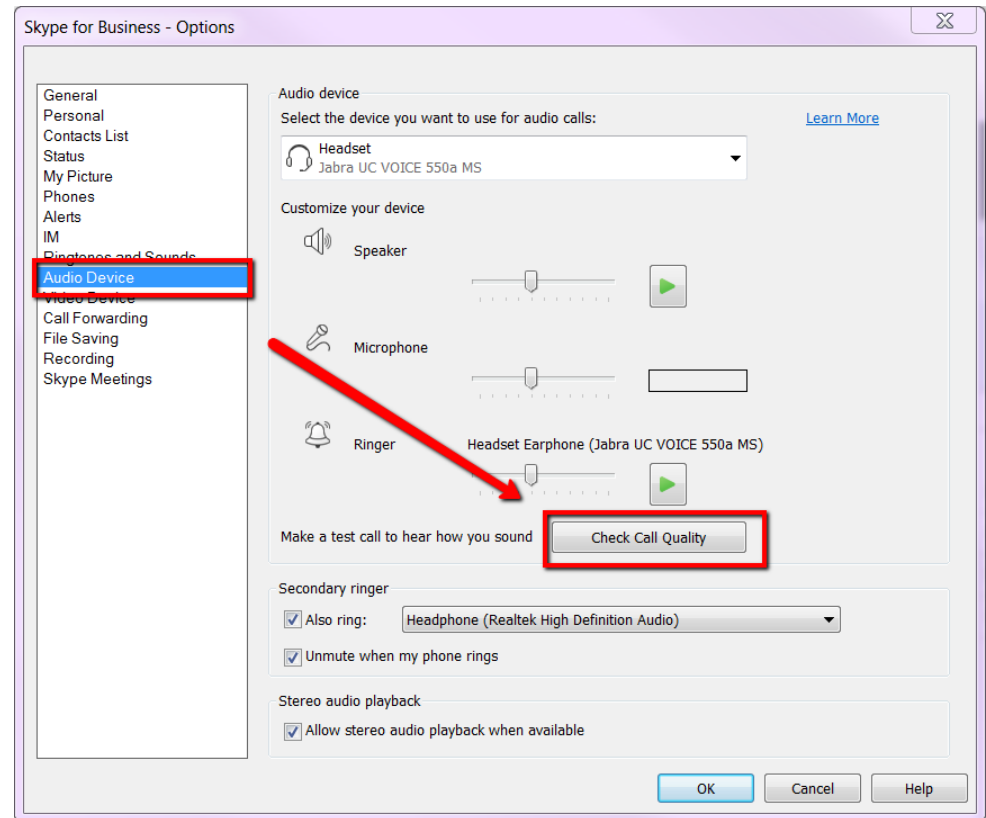 Skype for Business - Options
General
Personal
Contacts List
Status
My Picture
Phones
Alerts
IM
Ringtones and Sounds
Audio Device
Video Device
Call Forwarding
File Saving
Recording
Skype Meetings
Audio device
Select the device you want to use for audio calls: Learn More
Headset
Jabra UC VOICE 550a MS
Customize your device
Speaker
Microphone
Ringer Headset Earphone (Jabra UC VOICE 550a MS)
Make a test call to hear how you sound Check Call Quality
Secondary ringer
Also ring: Headphone (Realtek High Definition Audio)
Unmute when my phone rings
Stereo audio playback
Allow stereo audio playback when available
OK Cancel Help